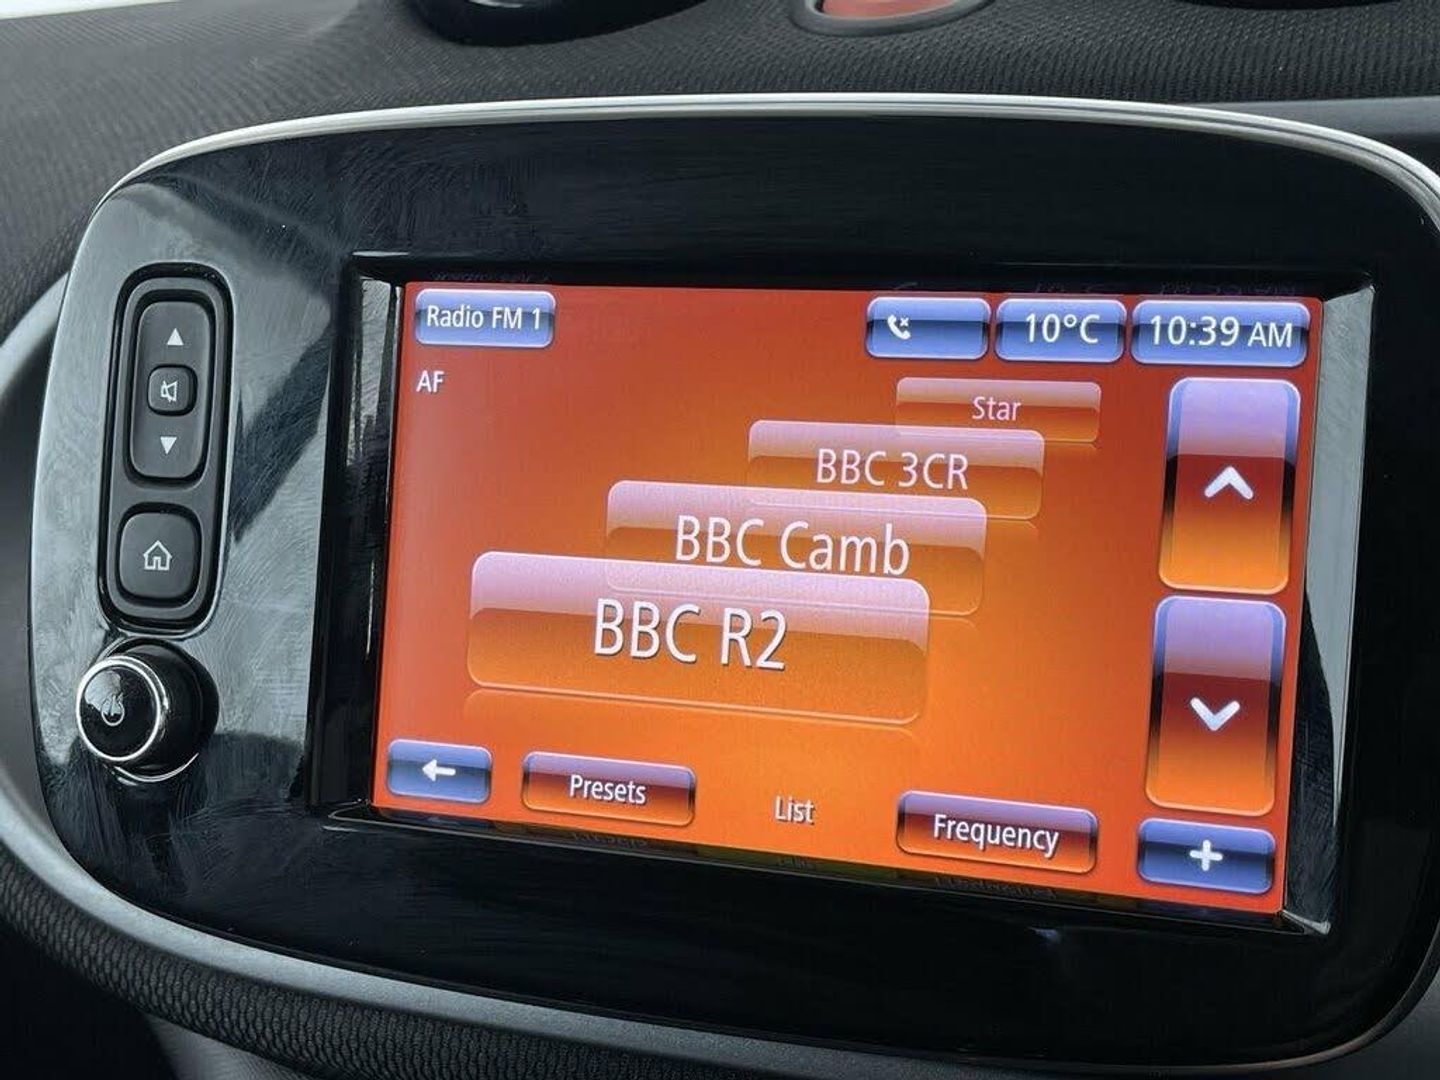 Radio FM 1
10°C
10:39 AM
AF
Star
BBC 3CR
BBC Camb
BBC R2
Presets
List
Frequency